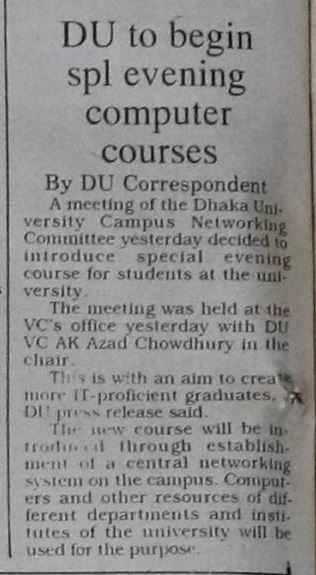 DU to begin
spl evening
computer
courses
By DU Correspondent
A meeting of the Dhaka Uni-
versity Campus Networking
Committee yesterday decided to
introduce special evening
course for students at the uni-
versity.
The meeting was held at the
VC's office yesterday with DU
VC AK Azad Chowdhury in the
chair.
This is with an aim to create
more IT-proficient graduates, a
DU press release said.
The new course will be in-
troduced through establish-
ment of a central networking
system on the campus. Comput-
ers and other resources of dif-
ferent departments and insti-
tutes of the university will be
used for the purpose.